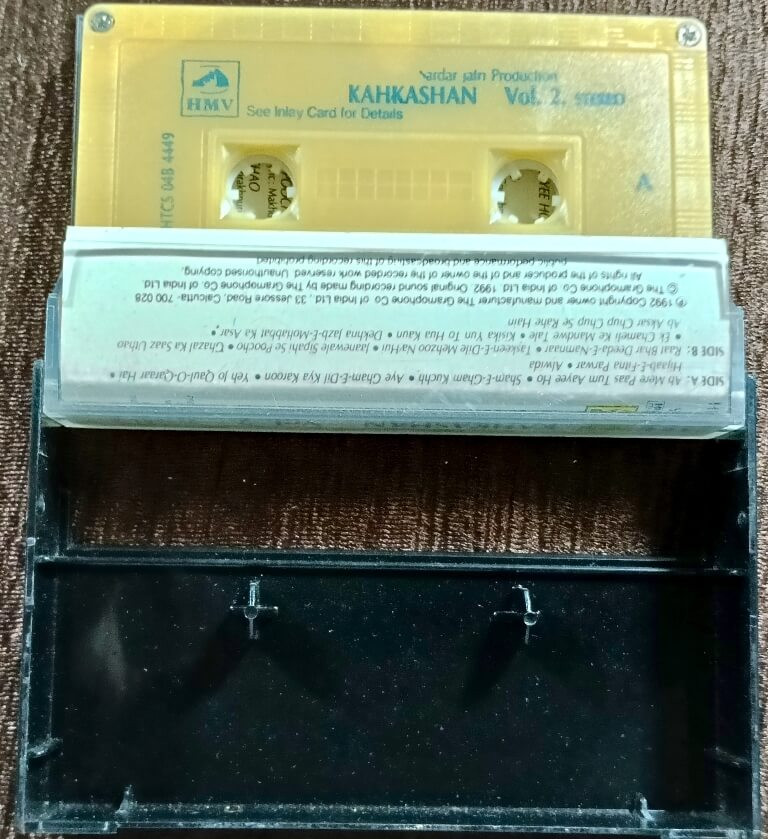 HMV
Sardar Jafri Production
KAHKASHAN Vol. 2. STEREO
See Inlay Card for Details
HTCS 04B 4449
A
SIDE A: Ab Mere Paas Tum Aayee Ho • Sham-E-Gham Kuchh • Aye Gham-E-Dil Kya Karoon • Yeh Qaul-O-Qaraar Hai •
Hijaab-E-Fitna Parwar • Alwida
SIDE B: Raat Bhar Deeda-E-Namnaar • Taskeen-E-Dile Mehzoo Na Hui • Jaanewale Sipahi Se Poocho • Ghazal Ka Saaz Uthao
• Ek Chameli Ke Mandwe Tale • Kisika Yun To Hua Kaun • Dekhna Jazb-E-Mohabbat Ka Asar •
Ab Aksar Chup Chup Se Rahe Hain
℗ 1992 Copyright owner and manufacturer The Gramophone Co. of India Ltd., 33 Jessore Road, Calcutta- 700 028
© The Gramophone Co. of India Ltd. 1992. Original sound recording made by The Gramophone Co. of India Ltd.
All rights of the producer and of the owner of the recorded work reserved. Unauthorised copying,
public performance and broadcasting of this recording prohibited